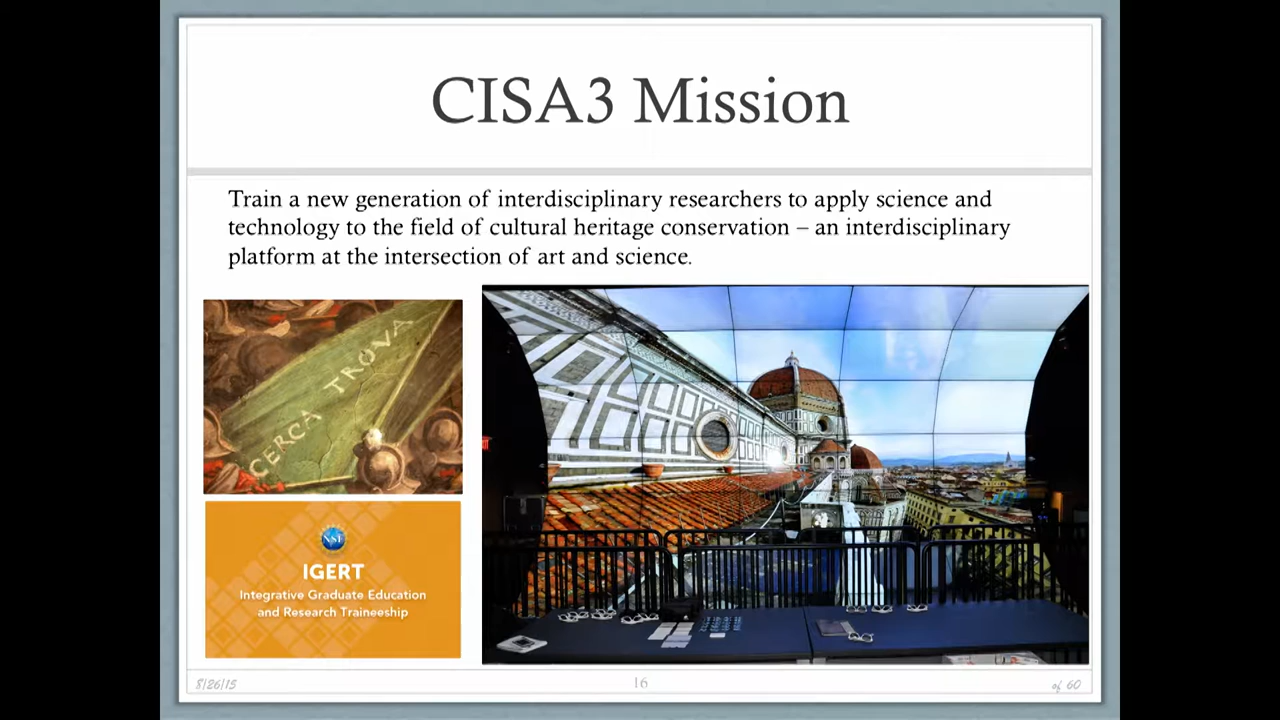 CISA3 Mission
Train a new generation of interdisciplinary researchers to apply science and
technology to the field of cultural heritage conservation – an interdisciplinary
platform at the intersection of art and science.
CERCA TROVA
NSF
IGERT
Integrative Graduate Education
and Research Traineeship
8/26/15
16
of 60